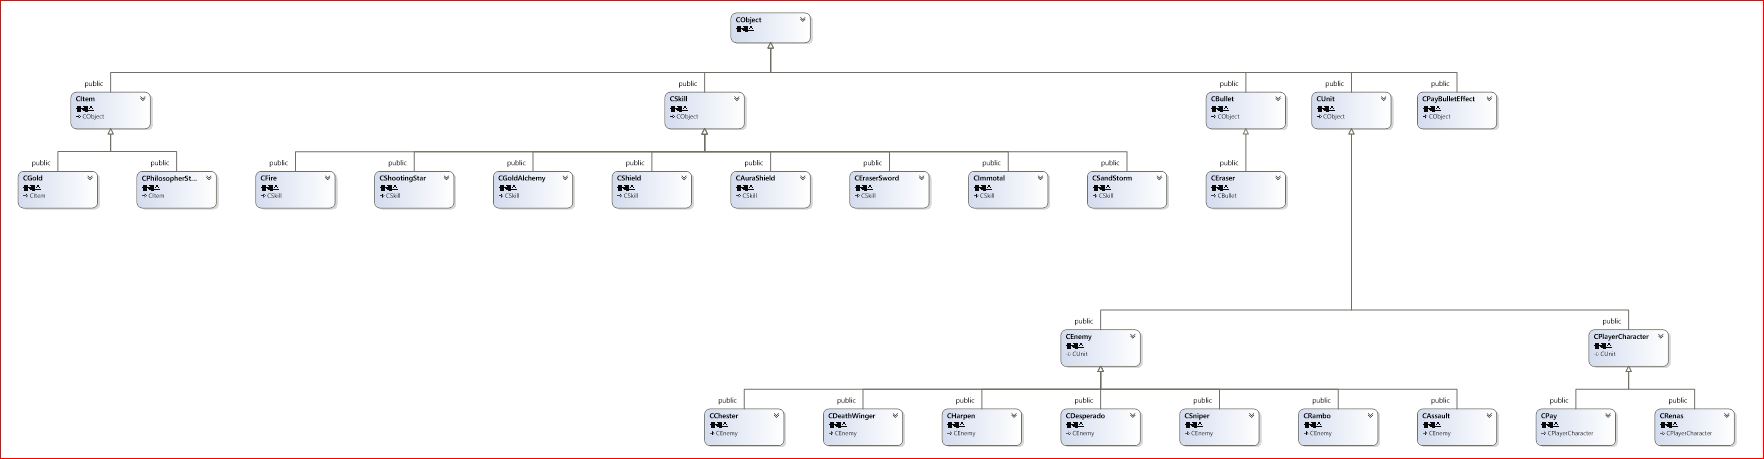 CObject
클래스
public
public
public
public
public
CItem
클래스
CObject
CSkill
클래스
CObject
CBullet
클래스
CObject
CUnit
클래스
CObject
CPayBulletEffect
클래스
CObject
public
public
public
public
public
public
public
public
public
public
public
CGold
클래스
CItem
CPhilosopherSt...
클래스
CItem
CFire
클래스
CSkill
CShootingStar
클래스
CSkill
CGoldAlchemy
클래스
CSkill
CShield
클래스
CSkill
CAuraShield
클래스
CSkill
CEraserSword
클래스
CSkill
CImmotal
클래스
CSkill
CSandStorm
클래스
CSkill
CEraser
클래스
CBullet
public
public
CEnemy
클래스
CUnit
CPlayerCharacter
클래스
CUnit
public
public
public
public
public
public
public
public
public
CChester
클래스
CEnemy
CDeathWinger
클래스
CEnemy
CHarpen
클래스
CEnemy
CDesperado
클래스
CEnemy
CSniper
클래스
CEnemy
CRambo
클래스
CEnemy
CAssault
클래스
CEnemy
CPay
클래스
CPlayerCharacter
CRenas
클래스
CPlayerCharacter